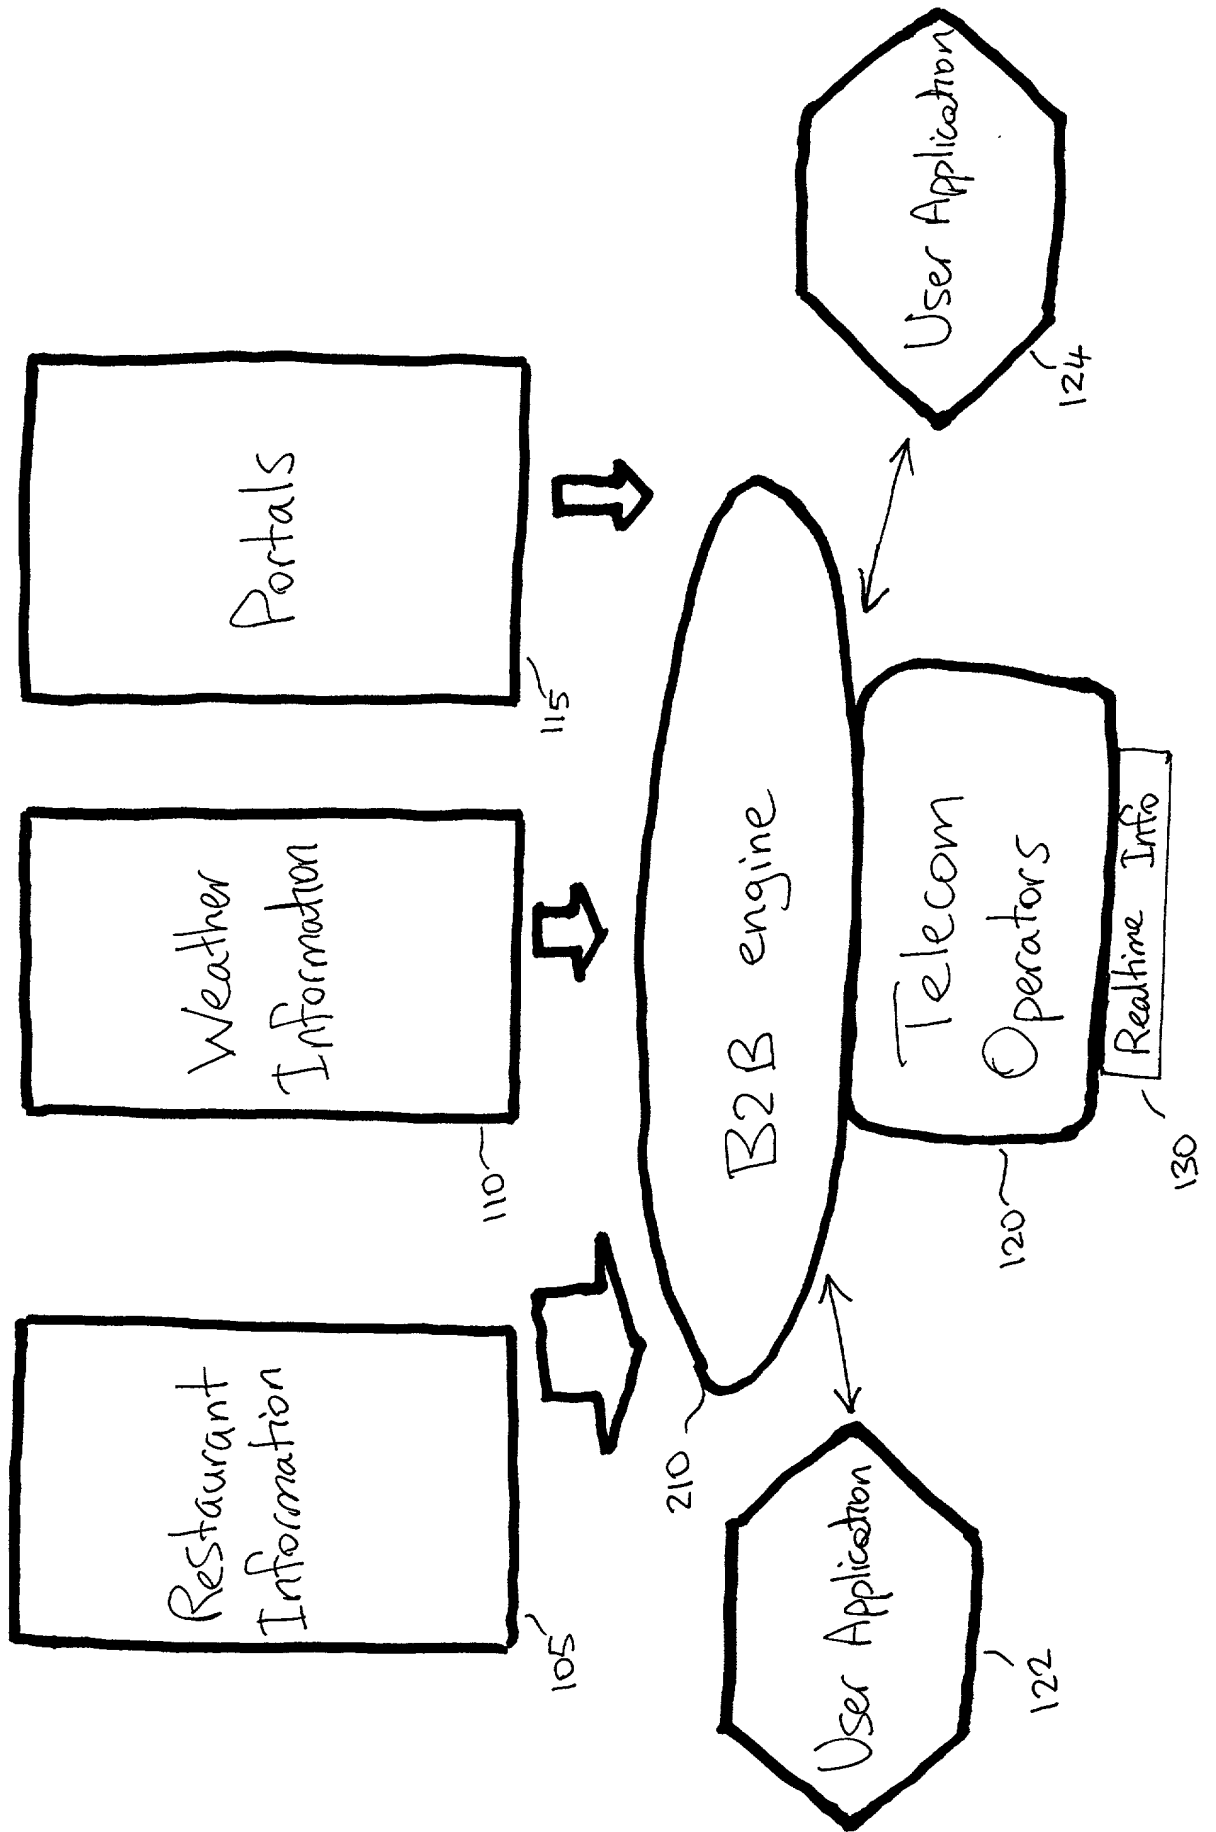 Restaurant
Information
105
Weather
Information
110
Portals
115
B2B engine
210
User Application
122
Telecom
Operators
120
Realtime Info
130
User Application
124